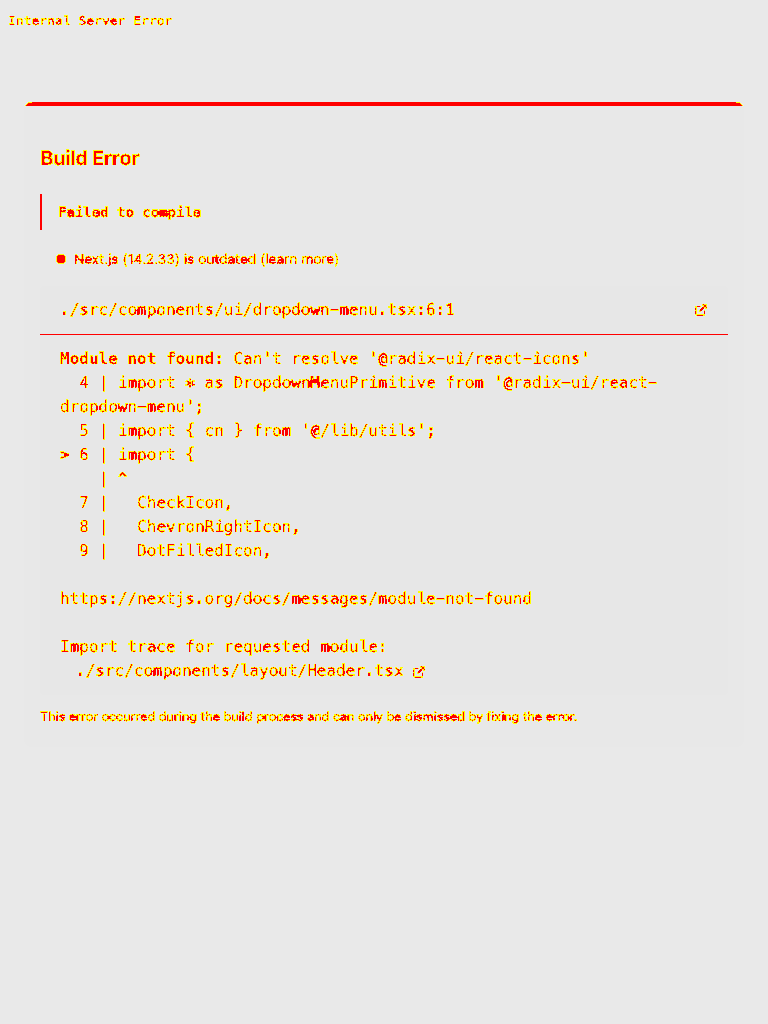 Internal Server Error
Build Error
Failed to compile
Next.js (14.2.33) is outdated (learn more)
./src/components/ui/dropdown-menu.tsx:6:1
Module not found: Can't resolve '@radix-ui/react-icons'
4 | import * as DropdownMenuPrimitive from '@radix-ui/react-
dropdown-menu';
5 | import { cn } from '@/lib/utils';
> 6 | import {
| ^
7 |   CheckIcon,
8 |   ChevronRightIcon,
9 |   DotFilledIcon,
https://nextjs.org/docs/messages/module-not-found
Import trace for requested module:
./src/components/layout/Header.tsx
This error occurred during the build process and can only be dismissed by fixing the error.